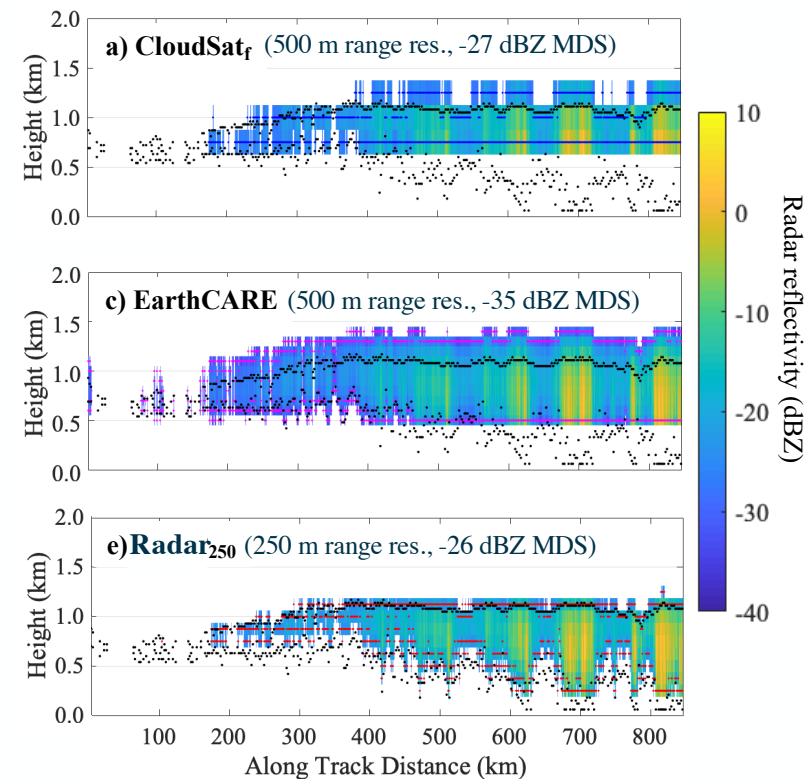 a) CloudSatf (500 m range res., -27 dBZ MDS)
2.0
1.5
1.0
0.5
0.0
Height (km)
c) EarthCARE (500 m range res., -35 dBZ MDS)
2.0
1.5
1.0
0.5
0.0
Height (km)
e)Radar250 (250 m range res., -26 dBZ MDS)
2.0
1.5
1.0
0.5
0.0
Height (km)
100 200 300 400 500 600 700 800
Along Track Distance (km)
10
0
-10
-20
-30
-40
Radar reflectivity (dBZ)